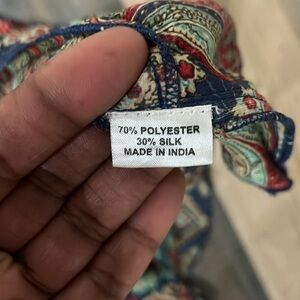 70% POLYESTER
30% SILK
MADE IN INDIA